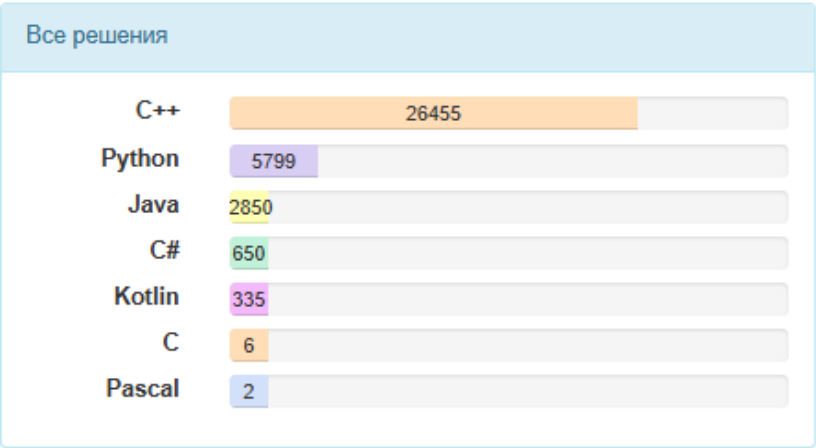 Все решения
C++ 26455
Python 5799
Java 2850
C# 650
Kotlin 335
C 6
Pascal 2